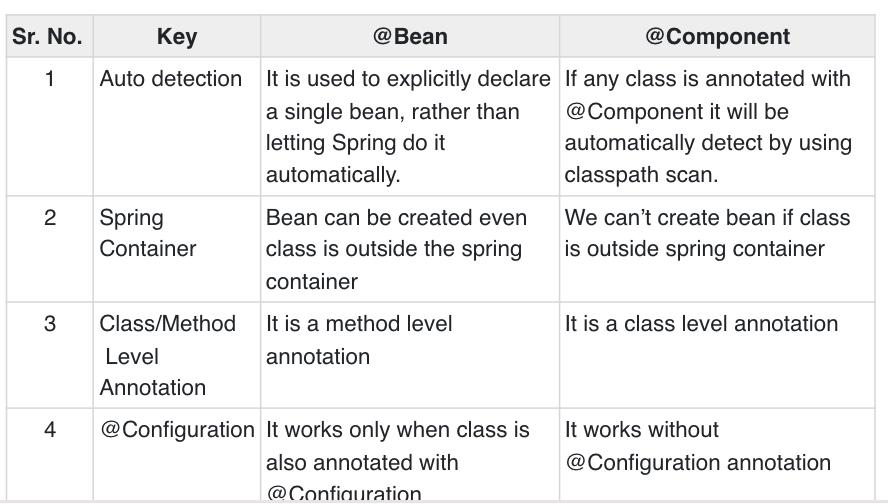 Sr. No. Key @Bean @Component
1 Auto detection It is used to explicitly declare If any class is annotated with
a single bean, rather than @Component it will be
letting Spring do it automatically detect by using
automatically. classpath scan.
2 Spring Bean can be created even We can't create bean if class
Container class is outside the spring is outside spring container
container
3 Class/Method It is a method level It is a class level annotation
Level annotation
Annotation
4 @Configuration It works only when class is It works without
also annotated with @Configuration annotation
@Configuration